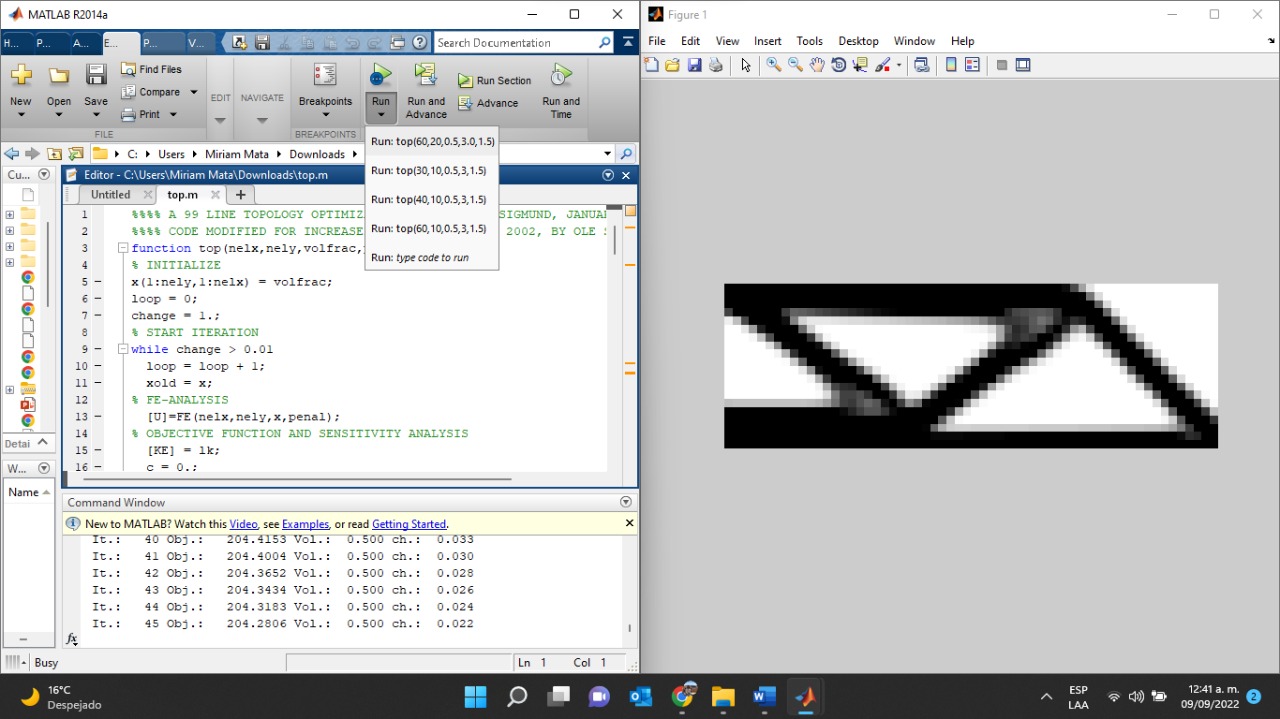 MATLAB R2014a
H... P... A... E... P... V...
Search Documentation
New
Open
Save
Find Files
Compare
Print
FILE
EDIT
NAVIGATE
Breakpoints
BREAKPOINTS
Run
Run and Advance
Run Section
Advance
Run and Time
C: Users Miriam Mata Downloads
Run: top(60,20,0.5,3.0,1.5)
Run: top(30,10,0.5,3,1.5)
Run: top(40,10,0.5,3,1.5)
Run: top(60,10,0.5,3,1.5)
Run: type code to run
Cu...
Editor - C:\Users\Miriam Mata\Downloads\top.m
Untitled
top.m
1 %%%% A 99 LINE TOPOLOGY OPTIMIZ SIGMUND, JANUA
2 %%%% CODE MODIFIED FOR INCREASE 2002, BY OLE S
3 function top(nelx,nely,volfrac,
4 % INITIALIZE
5 x(1:nely,1:nelx) = volfrac;
6 loop = 0;
7 change = 1.;
8 % START ITERATION
9 while change > 0.01
10 loop = loop + 1;
11 xold = x;
12 % FE-ANALYSIS
13 [U]=FE(nelx,nely,x,penal);
14 % OBJECTIVE FUNCTION AND SENSITIVITY ANALYSIS
15 [KE] = lk;
16 c = 0.;
Detai
W...
Name
Command Window
New to MATLAB? Watch this Video, see Examples, or read Getting Started.
It.: 40 Obj.: 204.4153 Vol.: 0.500 ch.: 0.033
It.: 41 Obj.: 204.4004 Vol.: 0.500 ch.: 0.030
It.: 42 Obj.: 204.3652 Vol.: 0.500 ch.: 0.028
It.: 43 Obj.: 204.3434 Vol.: 0.500 ch.: 0.026
It.: 44 Obj.: 204.3183 Vol.: 0.500 ch.: 0.024
It.: 45 Obj.: 204.2806 Vol.: 0.500 ch.: 0.022
fx
Busy
Ln 1 Col 1
Figure 1
File Edit View Insert Tools Desktop Window Help
16°C
Despejado
ESP
LAA
12:41 a. m.
09/09/2022
2